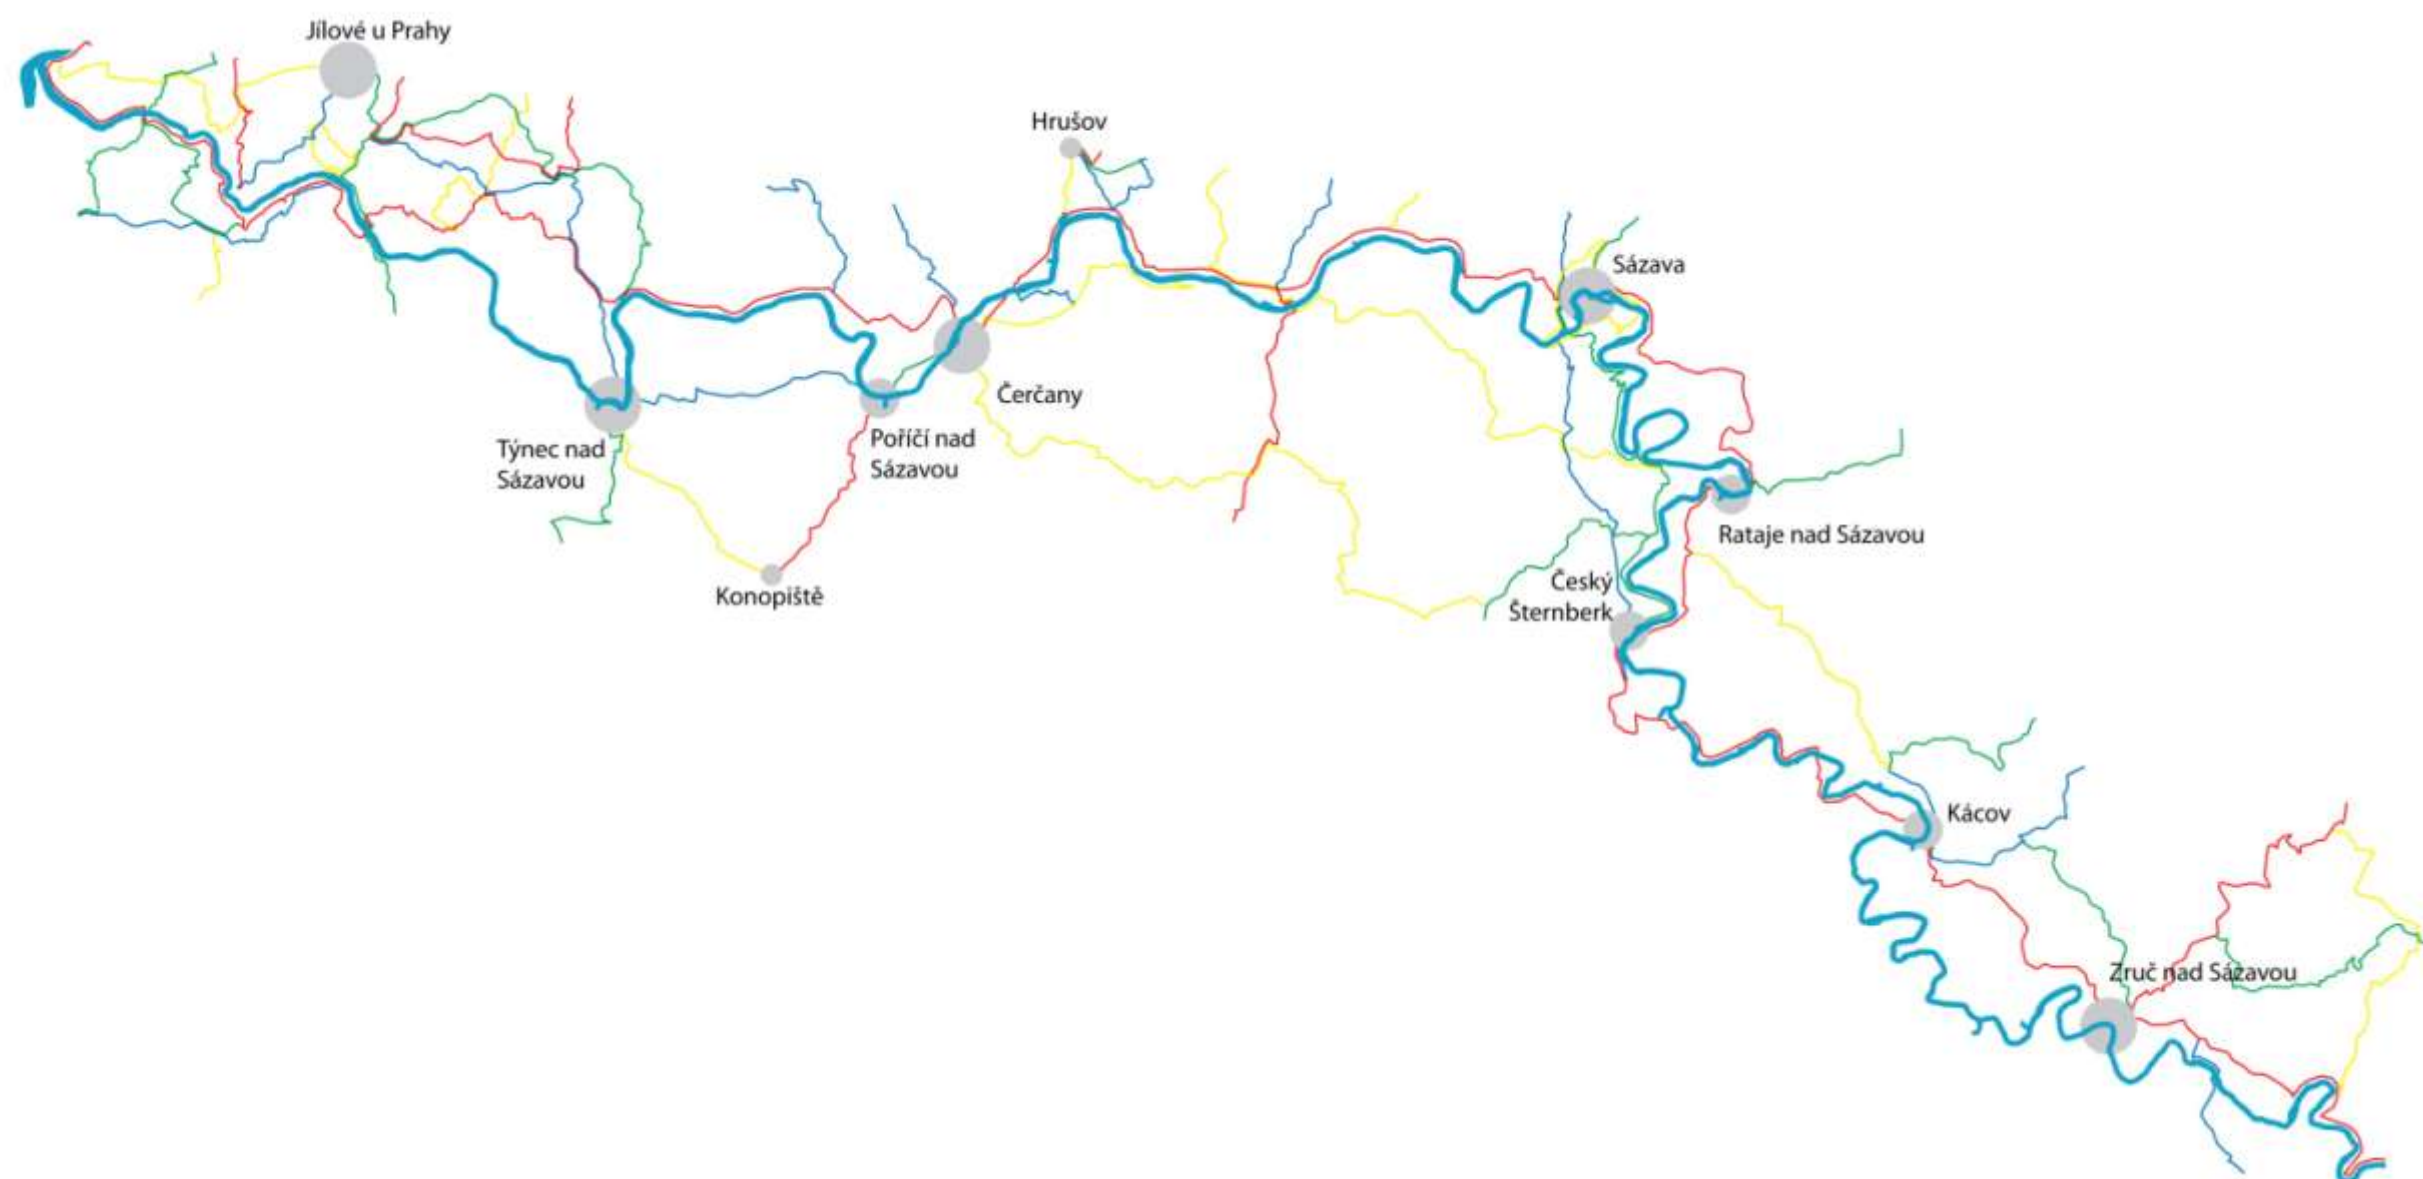 Jílové u Prahy
Hrušov
Sázava
Čerčany
Týnec nad
Sázavou
Poříčí nad
Sázavou
Rataje nad Sázavou
Český
Šternberk
Konopiště
Kácov
Zruč nad Sázavou